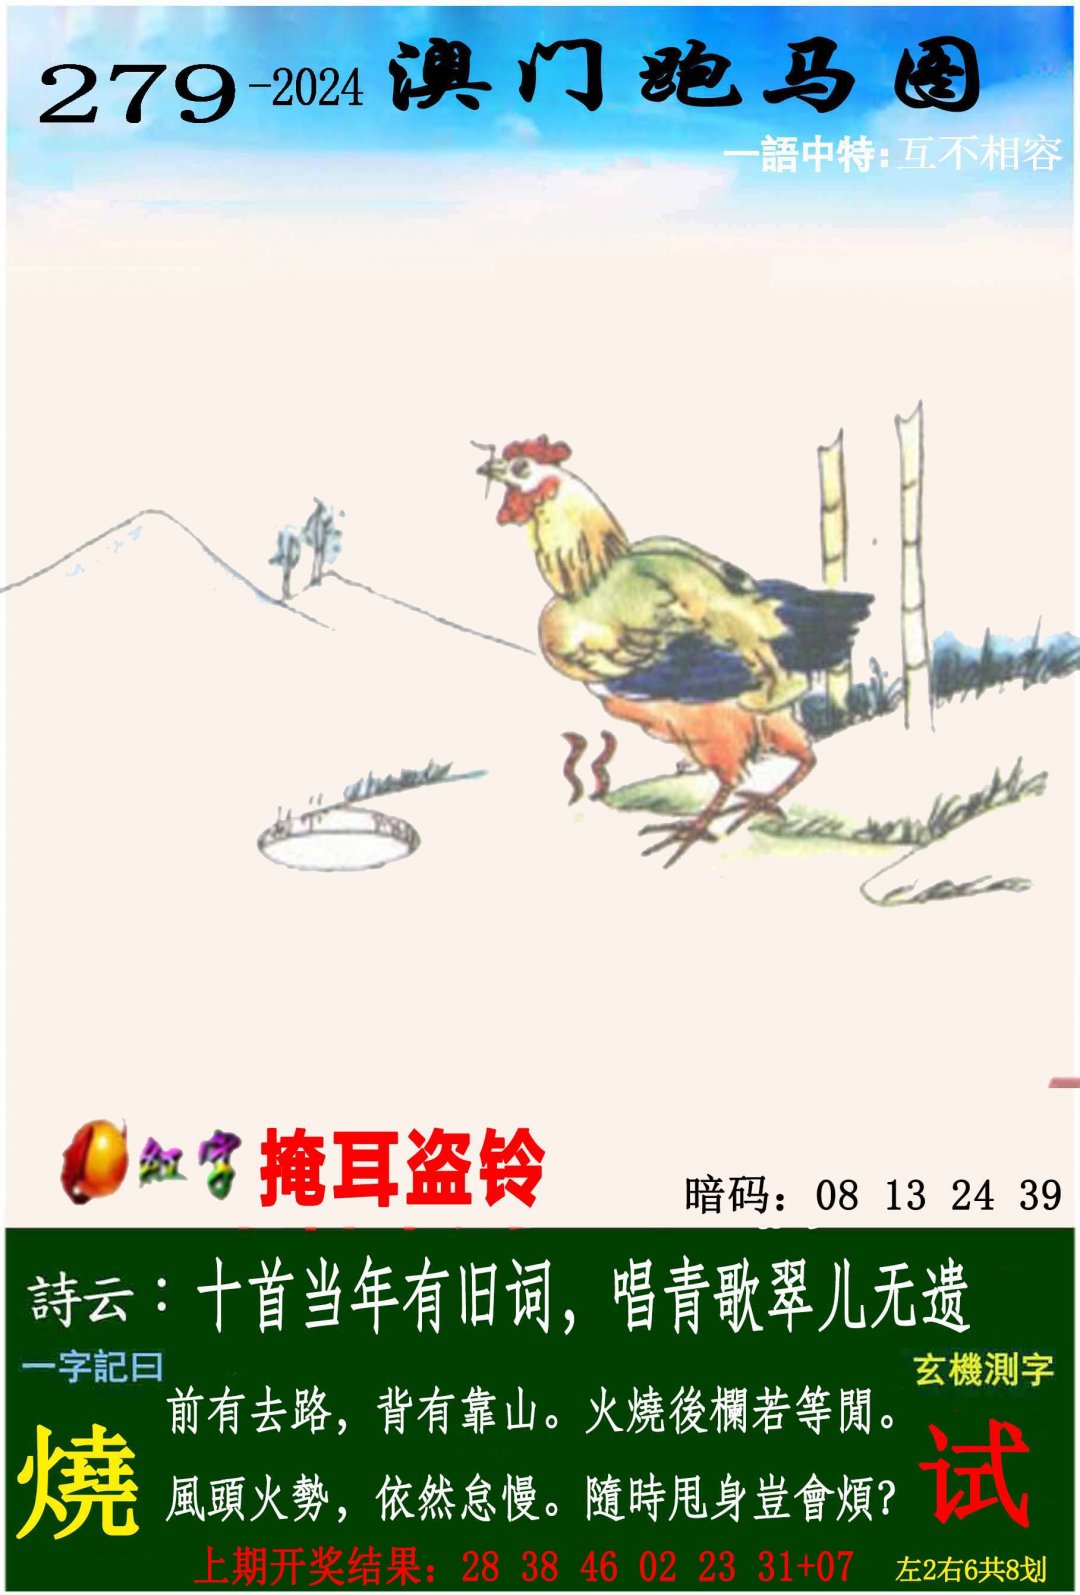 279-2024 澳门跑马图
一語中特:互不相容
红字 掩耳盗铃
暗码：08 13 24 39
詩云：十首当年有旧词，唱青歌翠儿无遗
一字記曰
玄機測字
前有去路，背有靠山。火燒後欄若等閒。
燒
试
風頭火勢，依然怠慢。隨時甩身豈會煩?
上期开奖结果：28 38 46 02 23 31+07
左2右6共8划